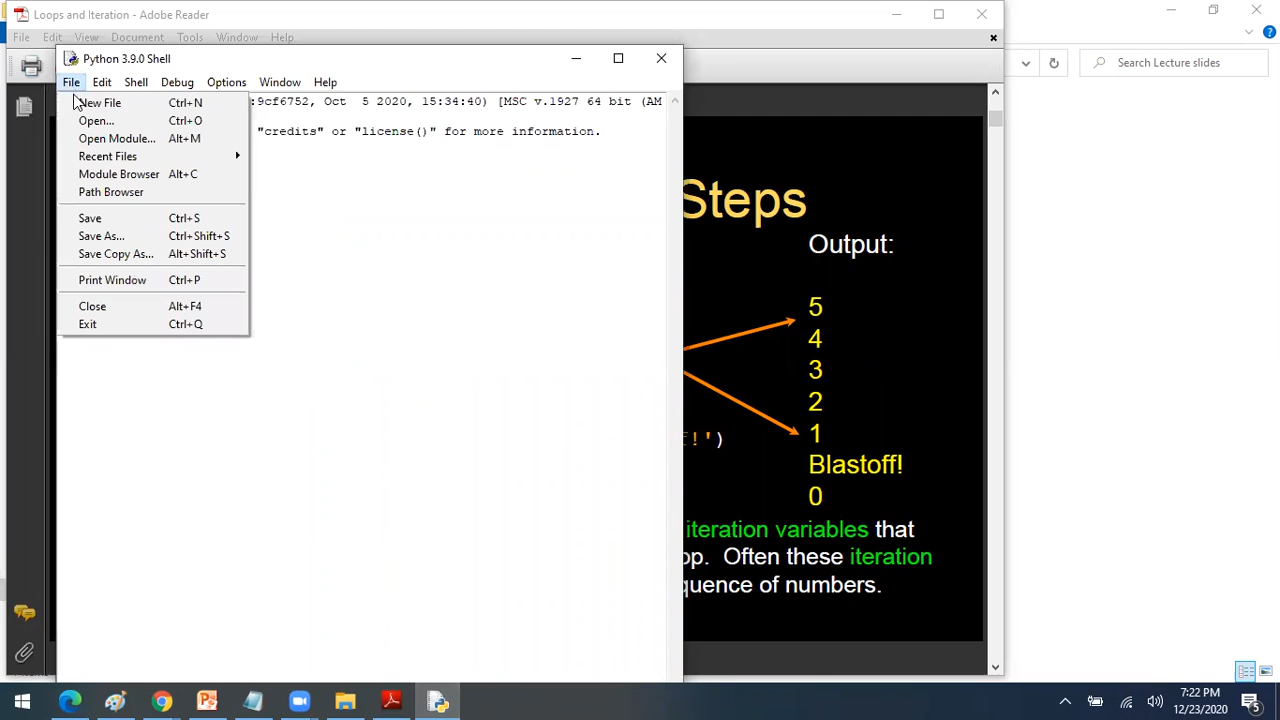 Loops and Iteration - Adobe Reader
File Edit View Document Tools Window Help
Python 3.9.0 Shell
File Edit Shell Debug Options Window Help
:9cf6752, Oct 5 2020, 15:34:40) [MSC v.1927 64 bit (AM
"credits" or "license()" for more information.
New File Ctrl+N
Open... Ctrl+O
Open Module... Alt+M
Recent Files
Module Browser Alt+C
Path Browser
Save Ctrl+S
Save As... Ctrl+Shift+S
Save Copy As... Alt+Shift+S
Print Window Ctrl+P
Close Alt+F4
Exit Ctrl+Q
Search Lecture slides
Steps
Output:
5
4
3
2
1
!')
Blastoff!
0
iteration variables that
op. Often these iteration
quence of numbers.
7:22 PM
12/23/2020
5